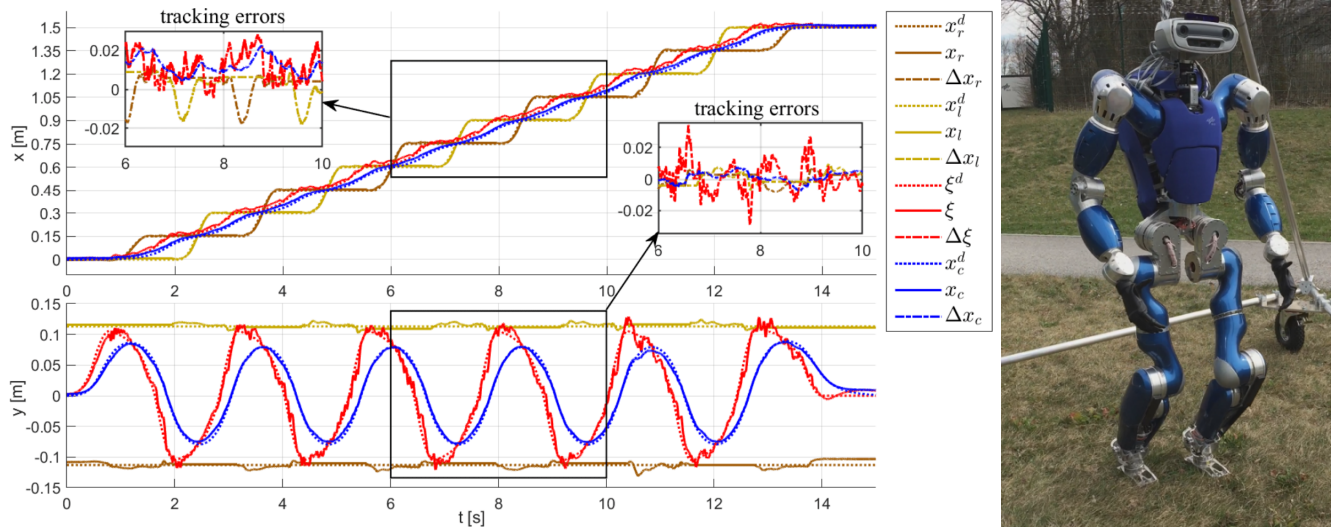 tracking errors
0.02
0
-0.02
6
8
10
x [m]
1.5
1.35
1.2
1.05
0.9
0.75
0.6
0.45
0.3
0.15
0
0 2 4 6 8 10 12 14
tracking errors
0.02
0
-0.02
6
8
10
y [m]
0.15
0.1
0.05
0
-0.05
-0.1
-0.15
0 2 4 6 8 10 12 14
t [s]
x_r^d
x_r
Δx_r
x_l^d
x_l
Δx_l
ξ^d
ξ
Δξ
x_c^d
x_c
Δx_c